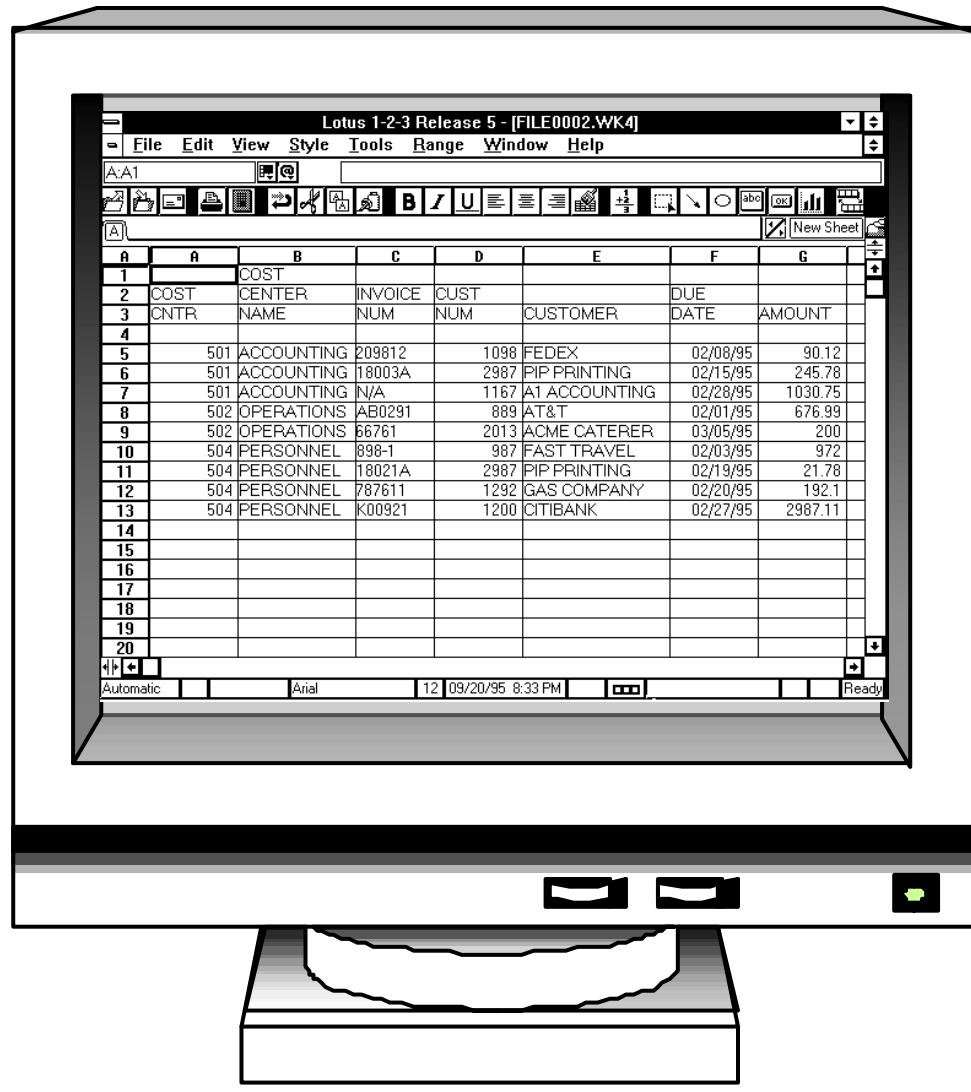 Lotus 1-2-3 Release 5 - [FILE0002.WK4]
File Edit View Style Tools Range Window Help
A:A1 @
B I U abc OK
A New Sheet
A A B C D E F G
1 COST
2 COST CENTER INVOICE CUST DUE
3 CNTR NAME NUM NUM CUSTOMER DATE AMOUNT
4
5 501 ACCOUNTING 209812 1098 FEDEX 02/08/95 90.12
6 501 ACCOUNTING 18003A 2987 PIP PRINTING 02/15/95 245.78
7 501 ACCOUNTING N/A 1167 A1 ACCOUNTING 02/28/95 1030.75
8 502 OPERATIONS AB0291 889 AT&T 02/01/95 676.99
9 502 OPERATIONS 66761 2013 ACME CATERER 03/05/95 200
10 504 PERSONNEL 898-1 987 FAST TRAVEL 02/03/95 972
11 504 PERSONNEL 18021A 2987 PIP PRINTING 02/19/95 21.78
12 504 PERSONNEL 787611 1292 GAS COMPANY 02/20/95 192.1
13 504 PERSONNEL K00921 1200 CITIBANK 02/27/95 2987.11
14
15
16
17
18
19
20
Automatic Arial 12 09/20/95 8:33 PM Ready